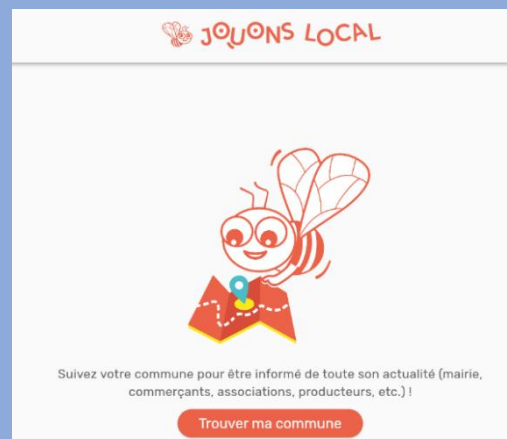 JOUONS LOCAL
Suivez votre commune pour être informé de toute son actualité (mairie,
commerçants, associations, producteurs, etc.) !
Trouver ma commune